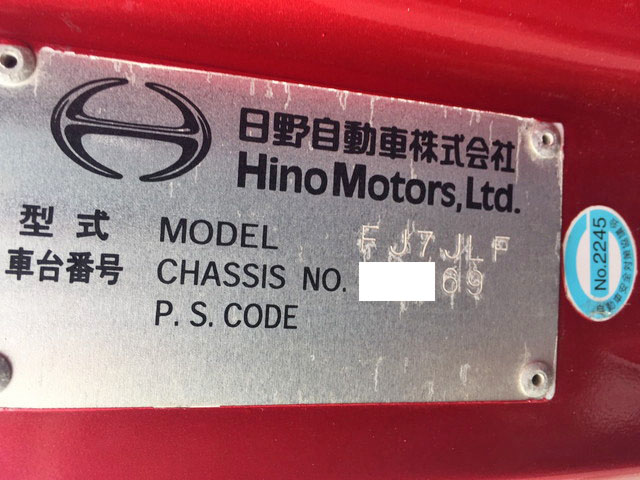 日野自動車株式会社
Hino Motors, Ltd.
型式 MODEL FJ7JLF
車台番号 CHASSIS NO. 69
P. S. CODE
No.2245